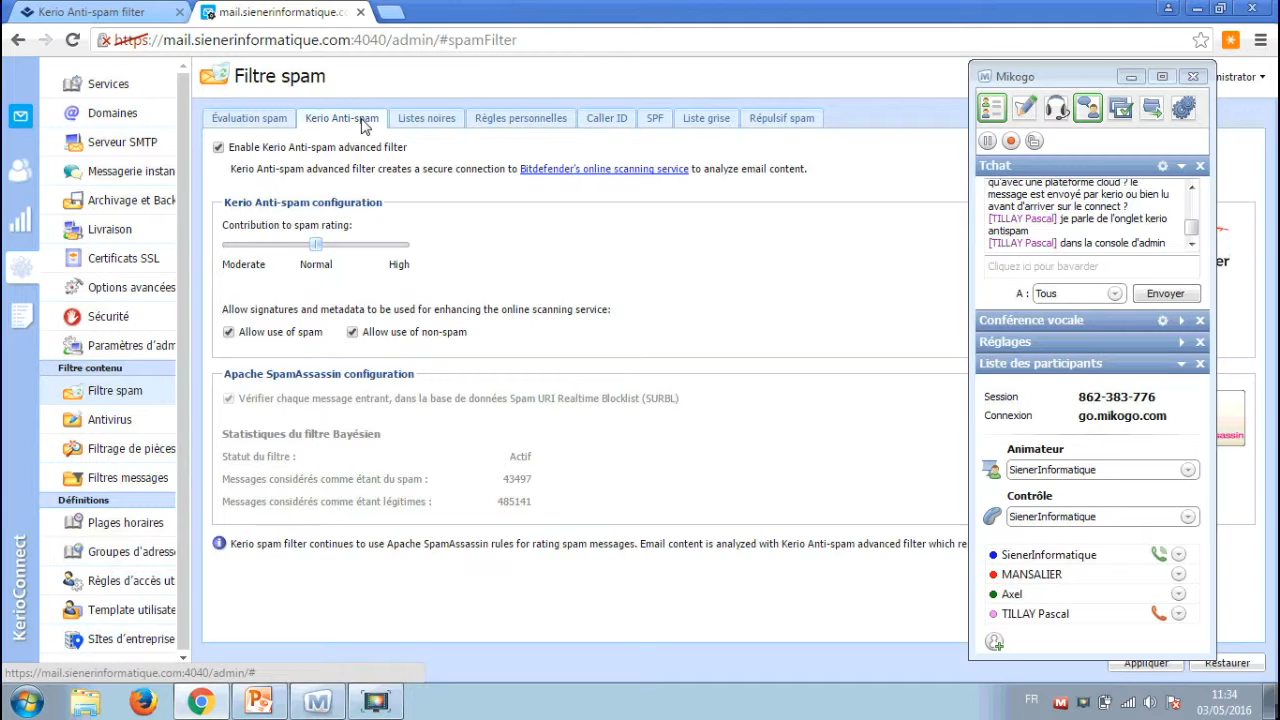 Kerio Anti-spam filter
mail.sienerinformatique.cc
https://mail.sienerinformatique.com:4040/admin/#spamFilter
Services
Domaines
Serveur SMTP
Messagerie instan
Archivage et Back
Livraison
Certificats SSL
Options avancées
Sécurité
Paramètres d'adm
Filtre contenu
Filtre spam
Antivirus
Filtrage de pièces
Filtres messages
Définitions
Plages horaires
Groupes d'adress
Règles d'accès ut
Template utilisate
SItes d'entreprise
KerioConnect
Filtre spam
Évaluation spam
Kerio Anti-spam
Listesnoires
Règles personnelles
Caller ID
SPF
Liste grise
Répulsif spam
Enable Kerio Anti-spam advanced filter
Kerio Anti-spam advanced filter creates a secure connection to Bitdefender's online scanning service to analyze email content.
Kerio Anti-spam configuration
Contribution to spam rating:
Moderate
Normal
High
Allow signatures and metadata to be used for enhancing the online scanning service:
Allow use of spam
Allow use of non-spam
Apache SpamAssassin configuration
Vérifier chaque message entrant, dans la base de données Spam URI Realtime Blocklist (SURBL)
Statistiques du filtre Bayésien
Statut du filtre : Actif
Messages considérés comme étant du spam : 43497
Messages considérés comme étant légitimes : 485141
Kerio spam filter continues to use Apache SpamAssassin rules for rating spam messages. Email content is analyzed with Kerio Anti-spam advanced filter which re
Mikogo
Tchat
qu'avec une plateforme cloud ? le
message est envoyé par kerio ou bien lu
avant d'arriver sur le connect ?
[TILLAY Pascal] je parle de l'onglet kerio
antispam
[TILLAY Pascal] dans la console d'admin
Cliquez ici pour bavarder
A : Tous
Envoyer
Conférence vocale
Réglages
Liste des participants
Session 862-383-776
Connexion go.mikogo.com
Animateur
SienerInformatique
Contrôle
SienerInformatique
SienerInformatique
MANSALIER
Axel
TILLAY Pascal
ministrator
er
assin
Appliquer
Restaurer
https://mail.sienerinformatique.com:4040/admin/#
FR
11:34
03/05/2016